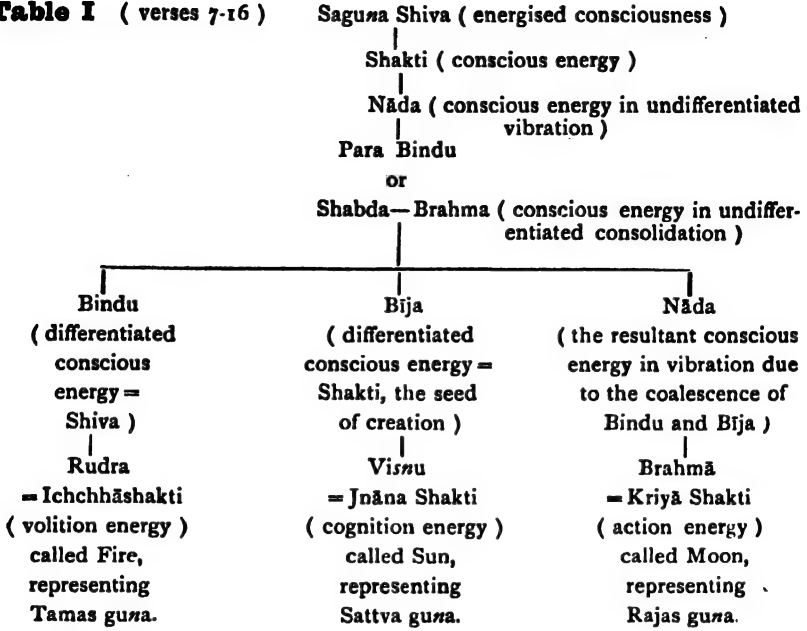 Table I ( verses 7-16 ) Saguna Shiva ( energised consciousness )
Shakti ( conscious energy )
Nāda ( conscious energy in undifferentiated
vibration )
Para Bindu
or
Shabda—Brahma ( conscious energy in undiffer-
entiated consolidation )
Bindu
( differentiated
conscious
energy =
Shiva )
Rudra
= Ichchhāshakti
( volition energy )
called Fire,
representing
Tamas guna.
Bīja
( differentiated
conscious energy =
Shakti, the seed
of creation )
Visnu
= Jnāna Shakti
( cognition energy )
called Sun,
representing
Sattva guna.
Nāda
( the resultant conscious
energy in vibration due
to the coalescence of
Bindu and Bīja )
Brahmā
= Kriyā Shakti
( action energy )
called Moon,
representing
Rajas guna.